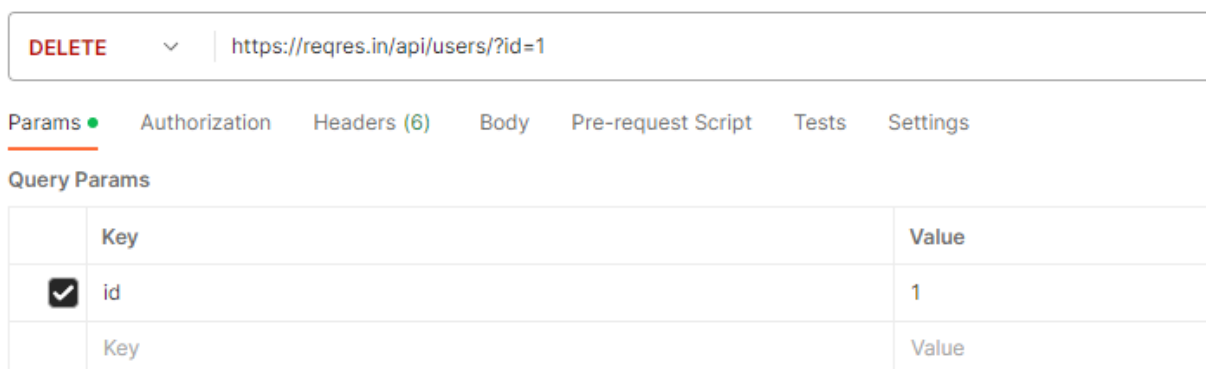 DELETE https://reqres.in/api/users/?id=1
Params Authorization Headers (6) Body Pre-request Script Tests Settings
Query Params
Key Value
id 1
Key Value